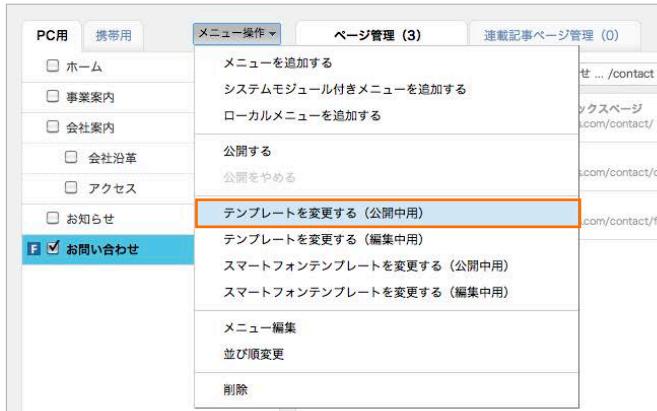 PC用 携帯用 メニュー操作 ページ管理（3） 連載記事ページ管理（0）
ホーム
事業案内
会社案内
会社沿革
アクセス
お知らせ
F お問い合わせ
メニューを追加する
システムモジュール付きメニューを追加する
ローカルメニューを追加する
公開する
公開をやめる
テンプレートを変更する（公開中用）
テンプレートを変更する（編集中用）
スマートフォンテンプレートを変更する（公開中用）
スマートフォンテンプレートを変更する（編集中用）
メニュー編集
並び順変更
削除
せ ... /contact
ックスページ
.com/contact/
.com/contact/
.com/contact/f